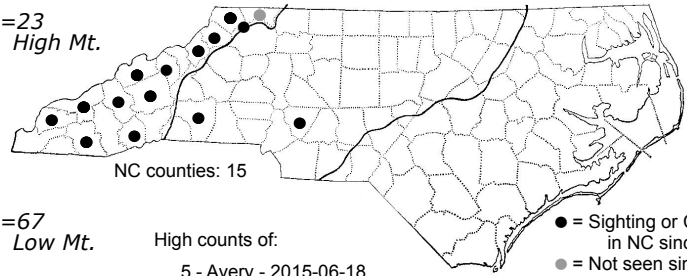 =23
High Mt.
NC counties: 15
=67
Low Mt.
High counts of:
5 - Avery - 2015-06-18
● = Sighting or
in NC sinc
● = Not seen sin